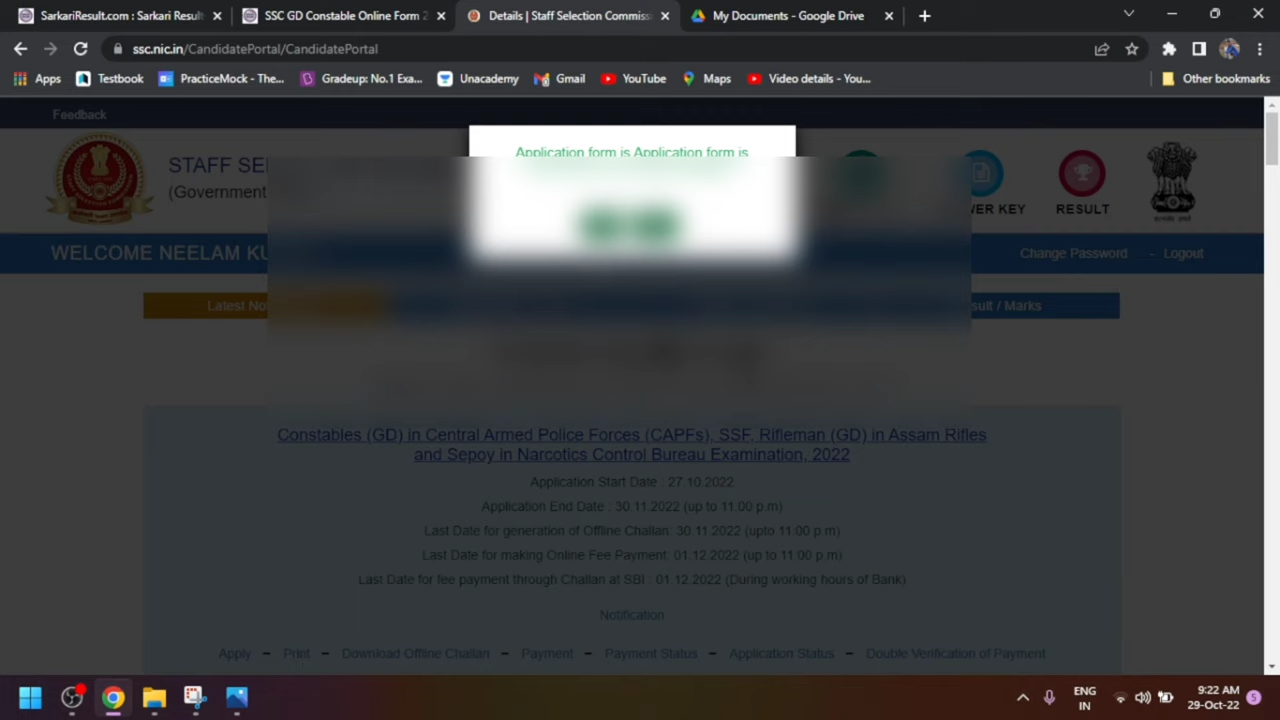 SarkariResult.com : Sarkari Result
SSC GD Constable Online Form 2
Details | Staff Selection Commiss
My Documents - Google Drive
ssc.nic.in/CandidatePortal/CandidatePortal
Apps
Testbook
PracticeMock - The...
Gradeup: No.1 Exa...
Unacademy
Gmail
YouTube
Maps
Video details - You...
Other bookmarks
Feedback
Application form is Application form is
STAFF SE
(Government
WER KEY
RESULT
WELCOME NEELAM KU
Change Password - Logout
Latest No
sult / Marks
Constables (GD) in Central Armed Police Forces (CAPFs), SSF, Rifleman (GD) in Assam Rifles
and Sepoy in Narcotics Control Bureau Examination, 2022
Application Start Date : 27.10.2022
Application End Date : 30.11.2022 (up to 11:00 p.m)
Last Date for generation of Offline Challan: 30.11.2022 (upto 11:00 p.m)
Last Date for making Online Fee Payment: 01.12.2022 (up to 11:00 p.m)
Last Date for fee payment through Challan at SBI : 01.12.2022 (During working hours of Bank)
Notification
Apply - Print - Download Offline Challan - Payment - Payment Status - Application Status - Double Verification of Payment
ENG
IN
9:22 AM
29-Oct-22
5